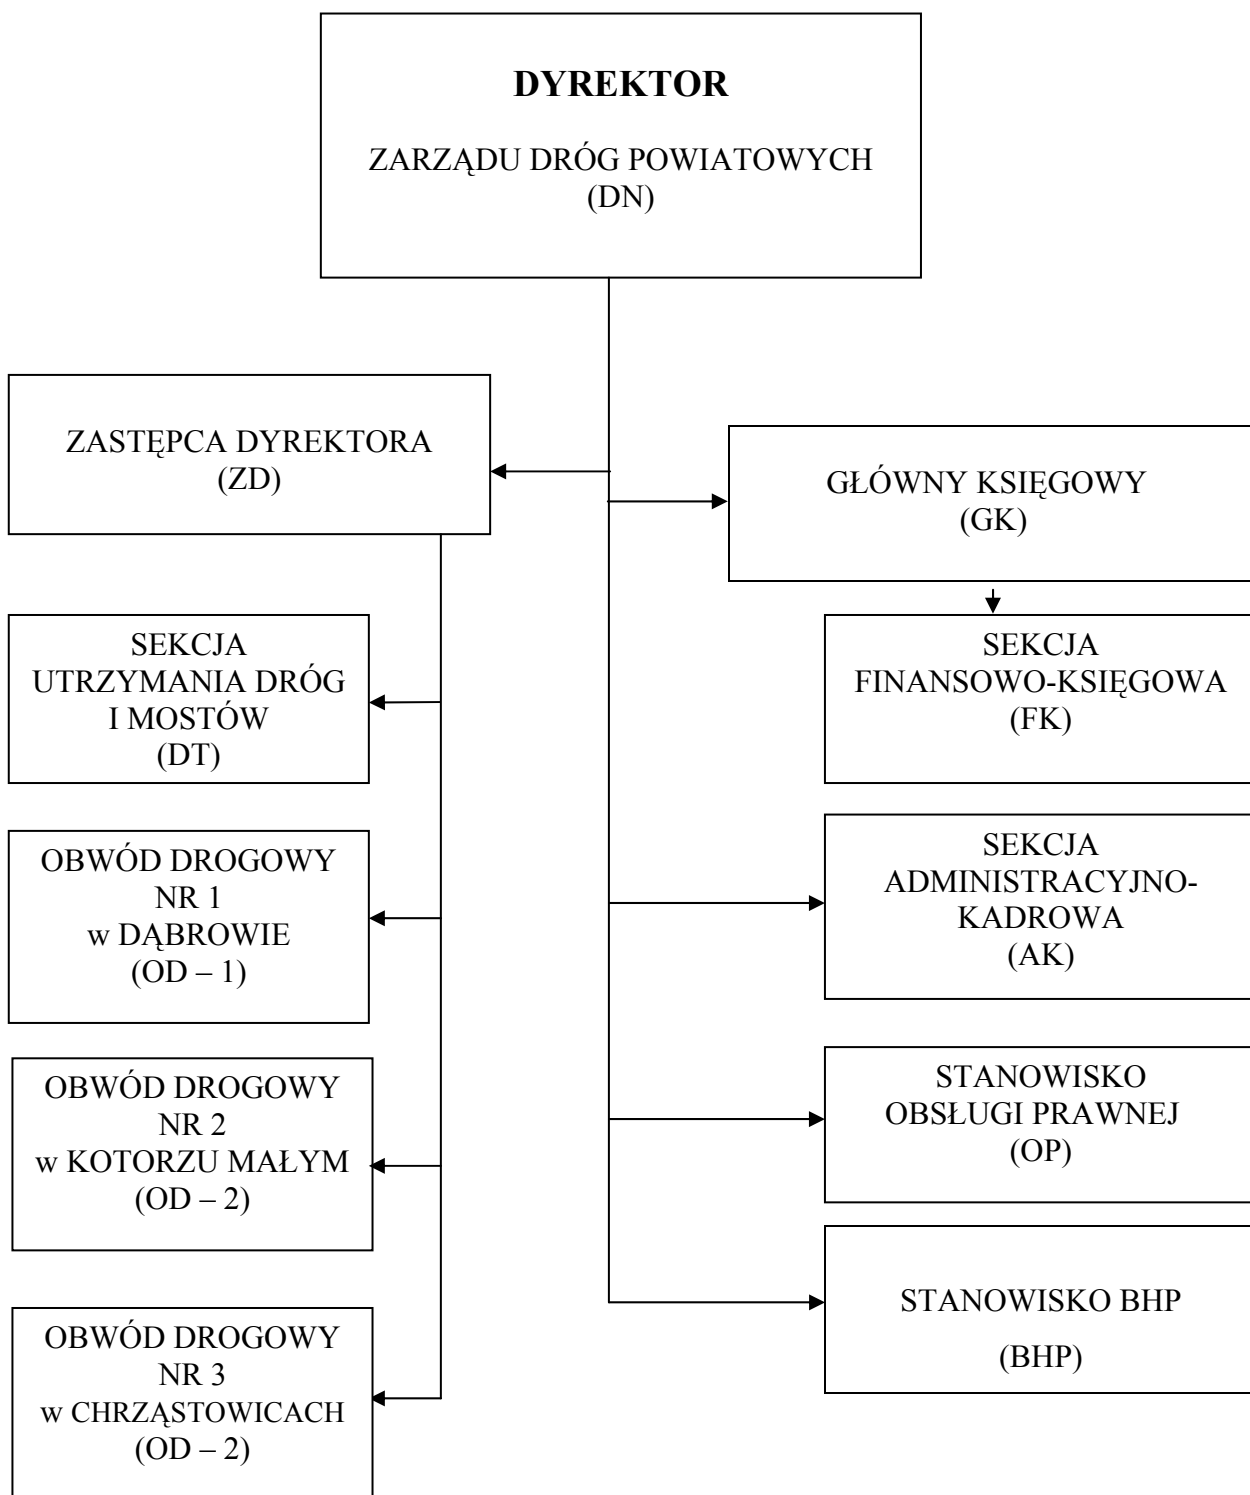 DYREKTOR
ZARZĄDU DRÓG POWIATOWYCH
(DN)
ZASTĘPCA DYREKTORA
(ZD)
GŁÓWNY KSIĘGOWY
(GK)
SEKCJA
UTRZYMANIA DRÓG
I MOSTÓW
(DT)
SEKCJA
FINANSOWO-KSIĘGOWA
(FK)
OBWÓD DROGOWY
NR 1
w DĄBROWIE
(OD – 1)
SEKCJA
ADMINISTRACYJNO-
KADROWA
(AK)
OBWÓD DROGOWY
NR 2
w KOTORZU MAŁYM
(OD – 2)
STANOWISKO
OBSŁUGI PRAWNEJ
(OP)
OBWÓD DROGOWY
NR 3
w CHRZĄSTOWICACH
(OD – 2)
STANOWISKO BHP
(BHP)